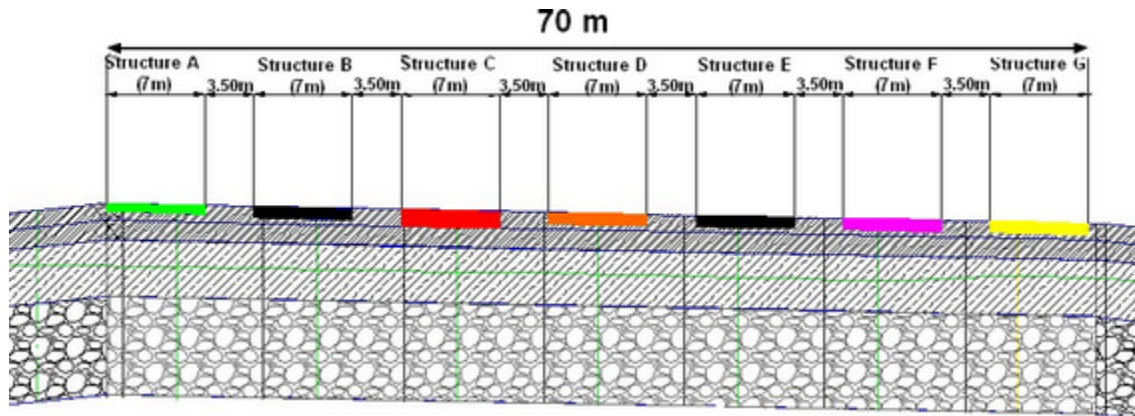 70 m
Structure A Structure B Structure C Structure D Structure E Structure F Structure G
(7m) 3.50m (7m) 3.50m (7m) 3.50m (7m) 3.50m (7m) 3.50m (7m) 3.50m (7m)